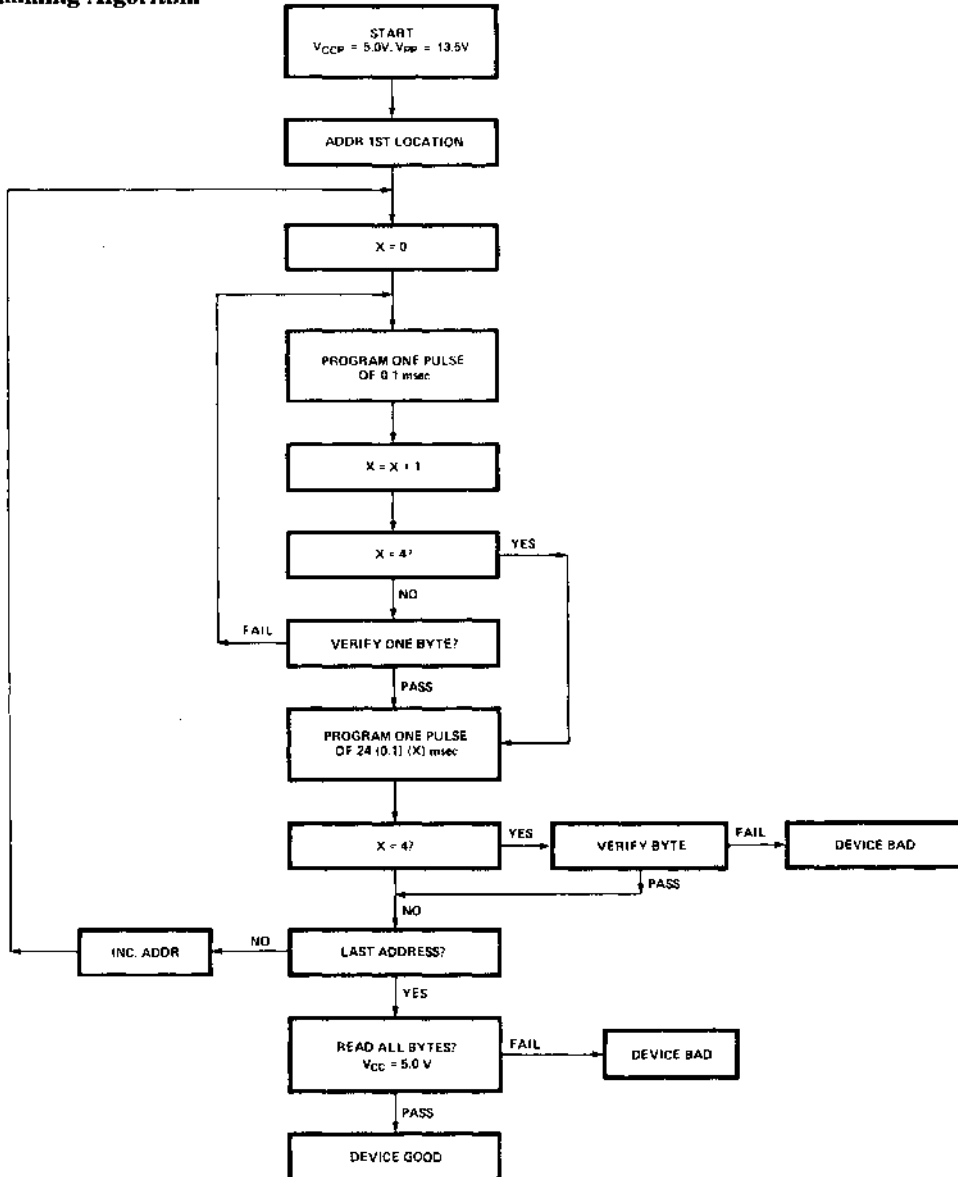 START
VCCP = 5.0V, VPP = 13.5V
ADDR 1ST LOCATION
X = 0
PROGRAM ONE PULSE
OF 0.1 msec
X = X + 1
X = 4?
YES
NO
FAIL
VERIFY ONE BYTE?
PASS
PROGRAM ONE PULSE
OF 24 (0.1) (X) msec
X = 4?
YES
VERIFY BYTE
FAIL
DEVICE BAD
PASS
NO
INC. ADDR
NO
LAST ADDRESS?
YES
READ ALL BYTES?
VCC = 5.0 V
FAIL
DEVICE BAD
PASS
DEVICE GOOD